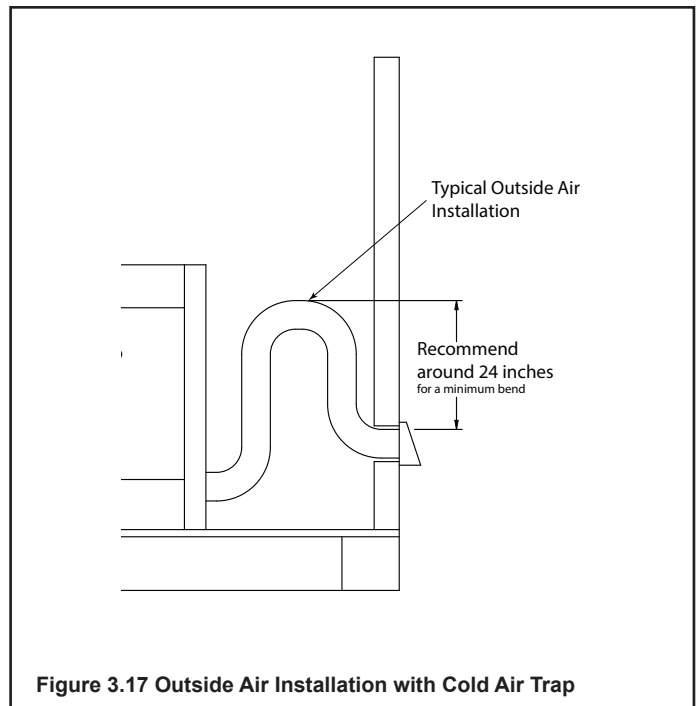 Typical Outside Air
Installation
Recommend
around 24 inches
for a minimum bend
Figure 3.17 Outside Air Installation with Cold Air Trap